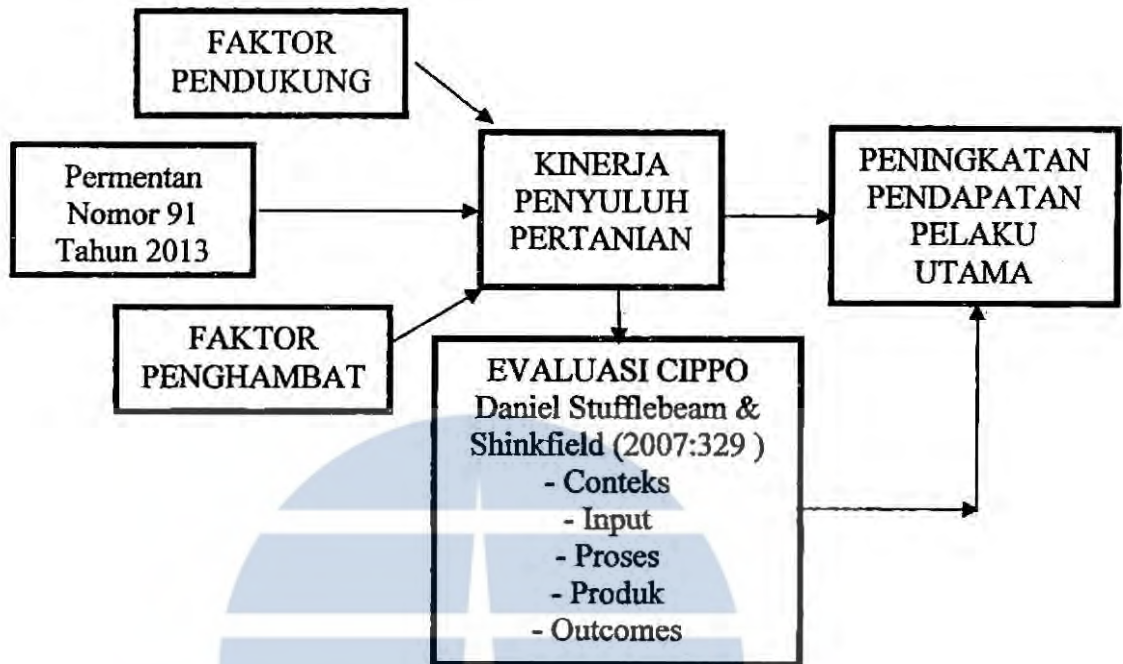 FAKTOR
PENDUKUNG
Permentan
Nomor 91
Tahun 2013
FAKTOR
PENGHAMBAT
KINERJA
PENYULUH
PERTANIAN
PENINGKATAN
PENDAPATAN
PELAKU
UTAMA
EVALUASI CIPPO
Daniel Stufflebeam &
Shinkfield (2007:329 )
- Conteks
- Input
- Proses
- Produk
- Outcomes